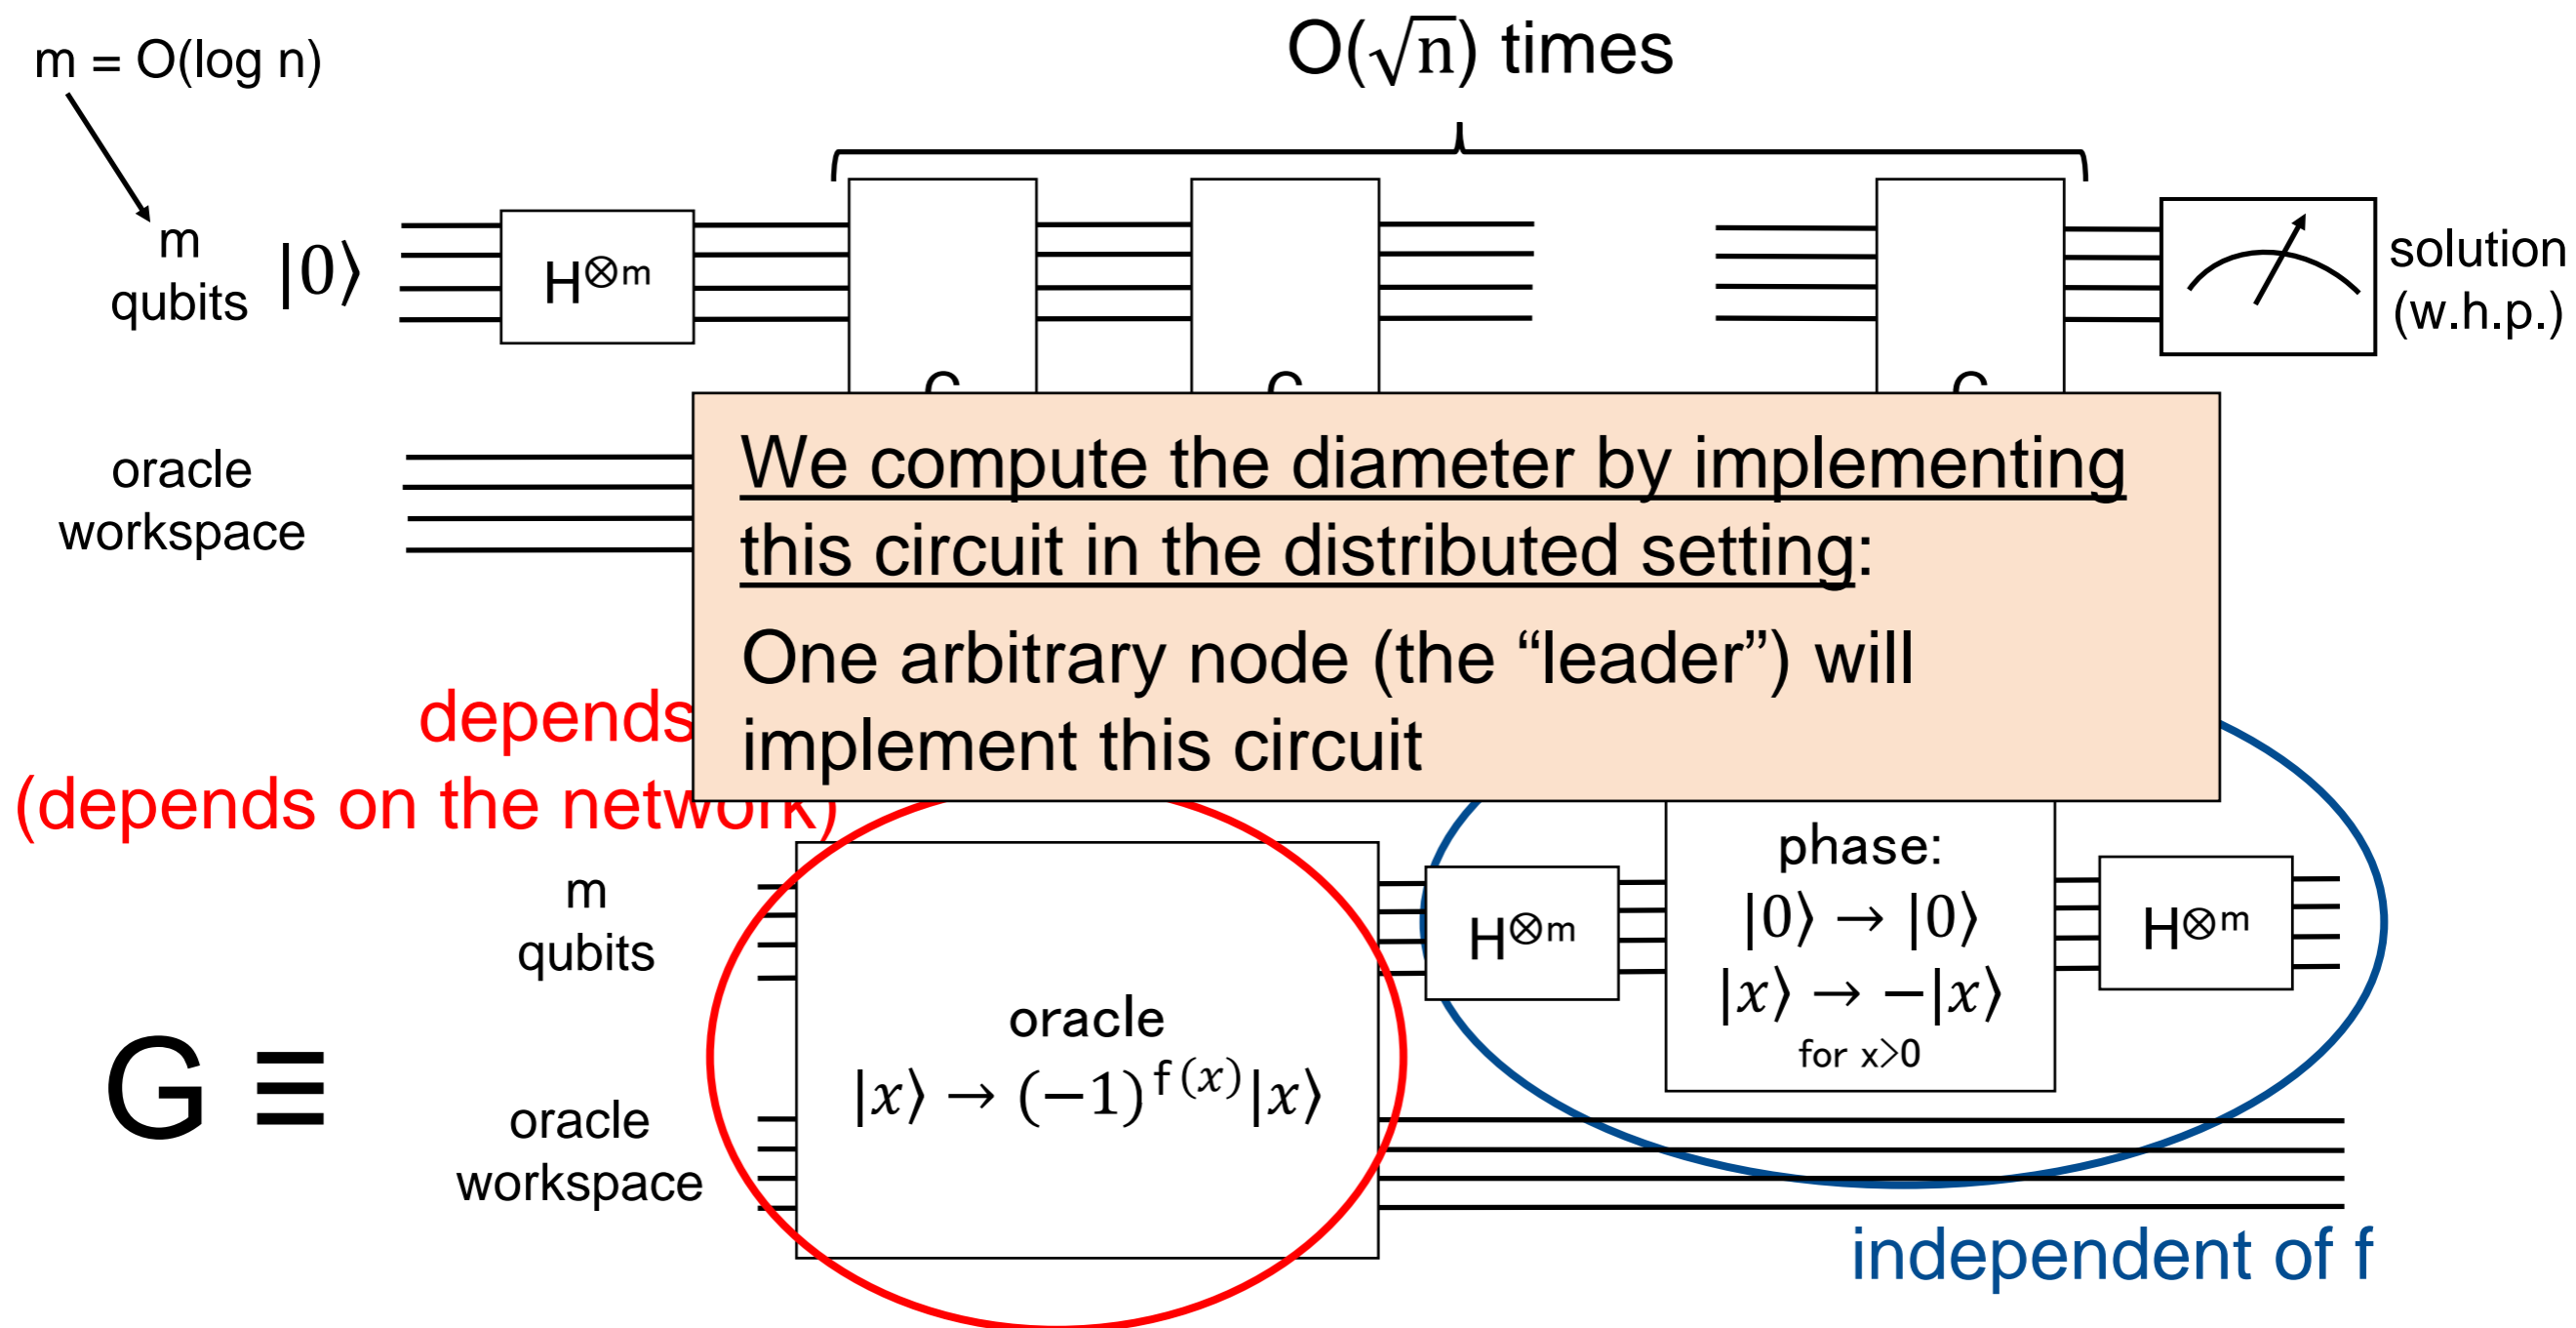 m = O(log n)
O(√n) times
m
qubits
|0⟩
H⊗m
solution
(w.h.p.)
oracle
workspace
We compute the diameter by implementing
this circuit in the distributed setting:
One arbitrary node (the “leader”) will
implement this circuit
depends
(depends on the network)
m
qubits
oracle
|x⟩ → (−1)^f(x)|x⟩
H⊗m
phase:
|0⟩ → |0⟩
|x⟩ → −|x⟩
for x>0
H⊗m
G ≡
oracle
workspace
independent of f